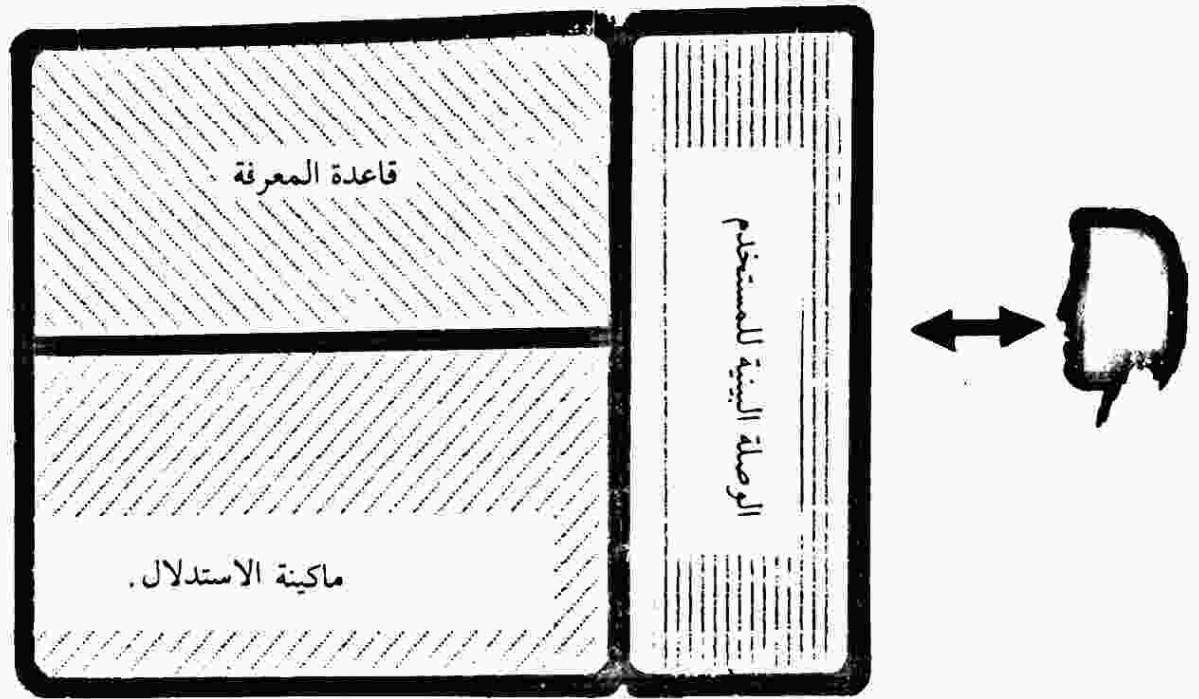 قاعدة المعرفة
الوصلة البينية للمستخدم
ماكينة الاستدلال.